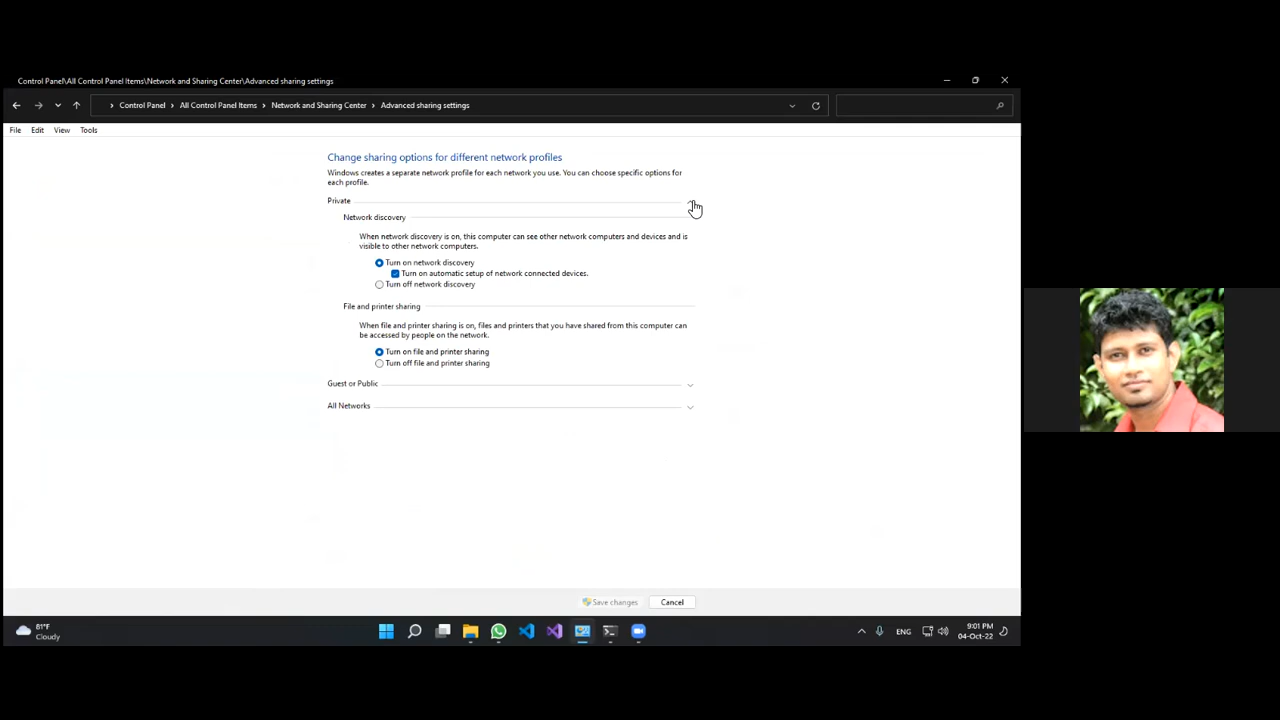 Control Panel\All Control Panel Items\Network and Sharing Center\Advanced sharing settings
Control Panel > All Control Panel Items > Network and Sharing Center > Advanced sharing settings
File Edit View Tools
Change sharing options for different network profiles
Windows creates a separate network profile for each network you use. You can choose specific options for
each profile.
Private
Network discovery
When network discovery is on, this computer can see other network computers and devices and is
visible to other network computers.
Turn on network discovery
Turn on automatic setup of network connected devices.
Turn off network discovery
File and printer sharing
When file and printer sharing is on, files and printers that you have shared from this computer can
be accessed by people on the network.
Turn on file and printer sharing
Turn off file and printer sharing
Guest or Public
All Networks
Save changes Cancel
81°F
Cloudy
ENG
9:01 PM
04-Oct-22